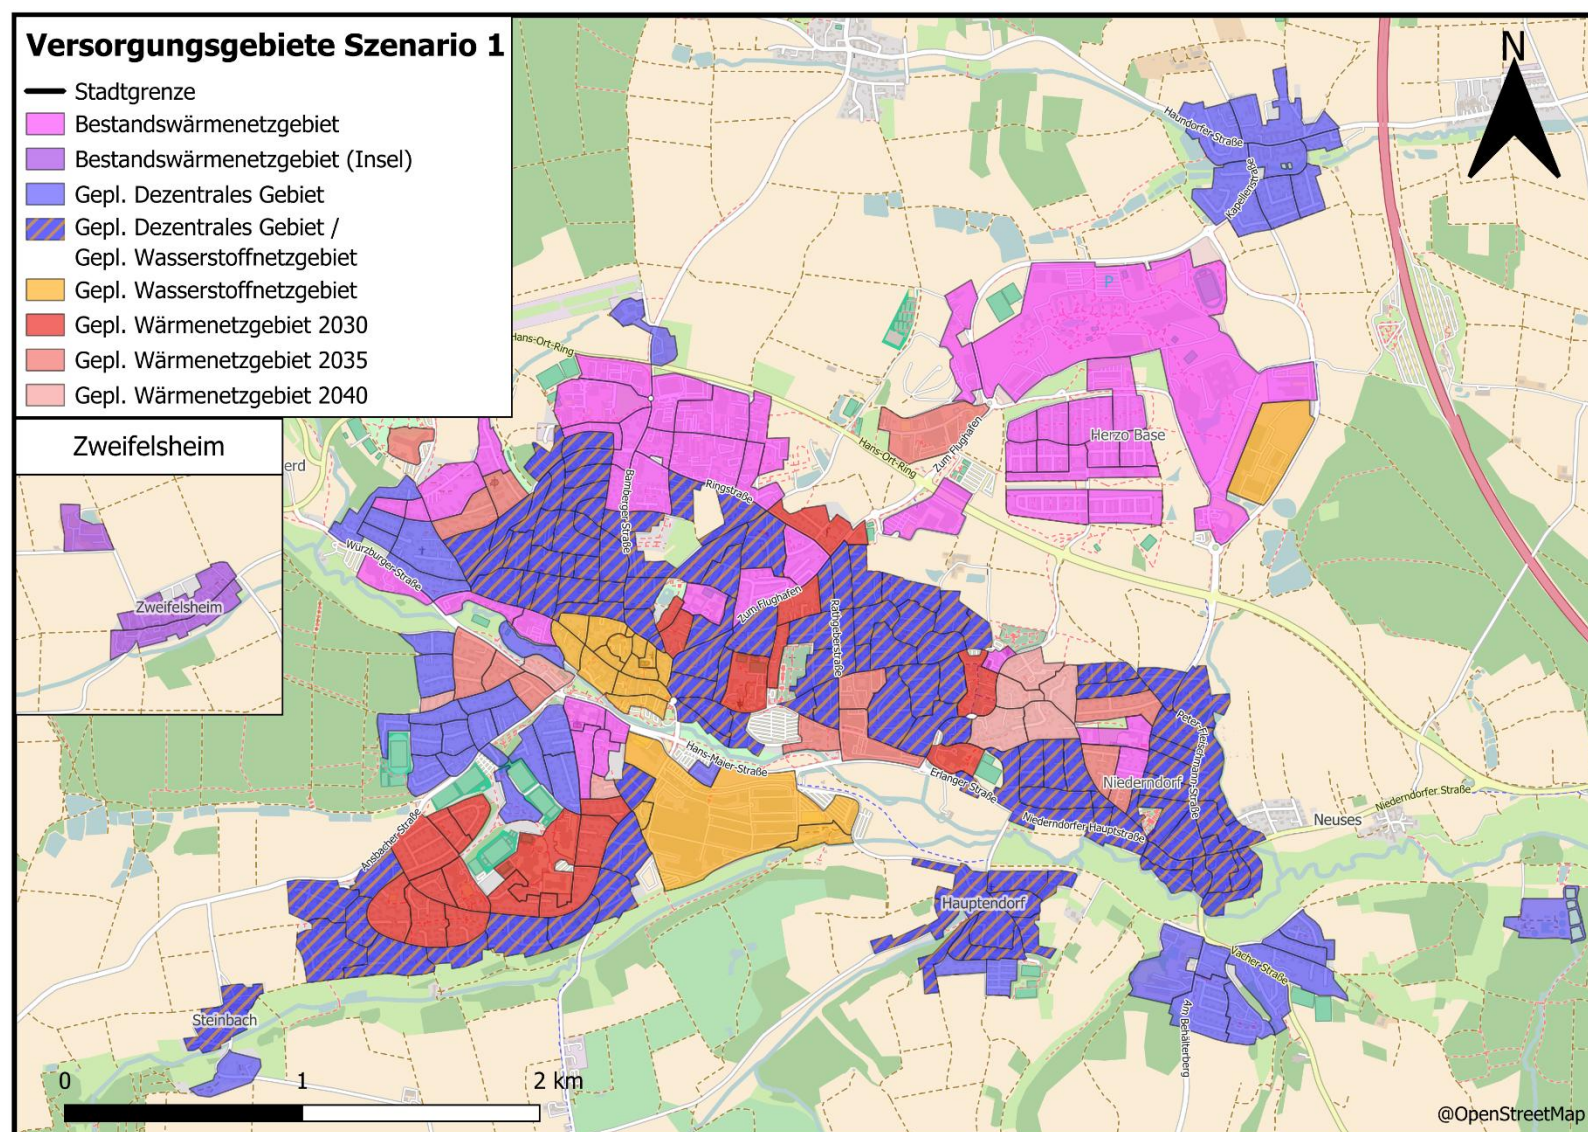 Versorgungsgebiete Szenario 1
Stadtgrenze
Bestandswärmenetzgebiet
Bestandswärmenetzgebiet (Insel)
Gepl. Dezentrales Gebiet
Gepl. Dezentrales Gebiet /
Gepl. Wasserstoffnetzgebiet
Gepl. Wasserstoffnetzgebiet
Gepl. Wärmenetzgebiet 2030
Gepl. Wärmenetzgebiet 2035
Gepl. Wärmenetzgebiet 2040
N
Haundorfer Straße
Kapellenstraße
P
Hans-Ort-Ring
Zweifelsheim
erd
Herzo Base
Zum Flughafen
Hans-Ort-Ring
Bamberger Straße
Ringstraße
Würzburger Straße
Zweifelsheim
Zum Flughafen
Rathgeberstraße
Peter-Fleischmann-Straße
Hans-Maier-Straße
Erlanger Straße
Niederndorf
Niederndorfer Straße
Neuses
Niederndorfer Hauptstraße
Ansbacher Straße
Hauptendorf
Vacher Straße
Am Behälterberg
Steinbach
0 1 2 km
@OpenStreetMap